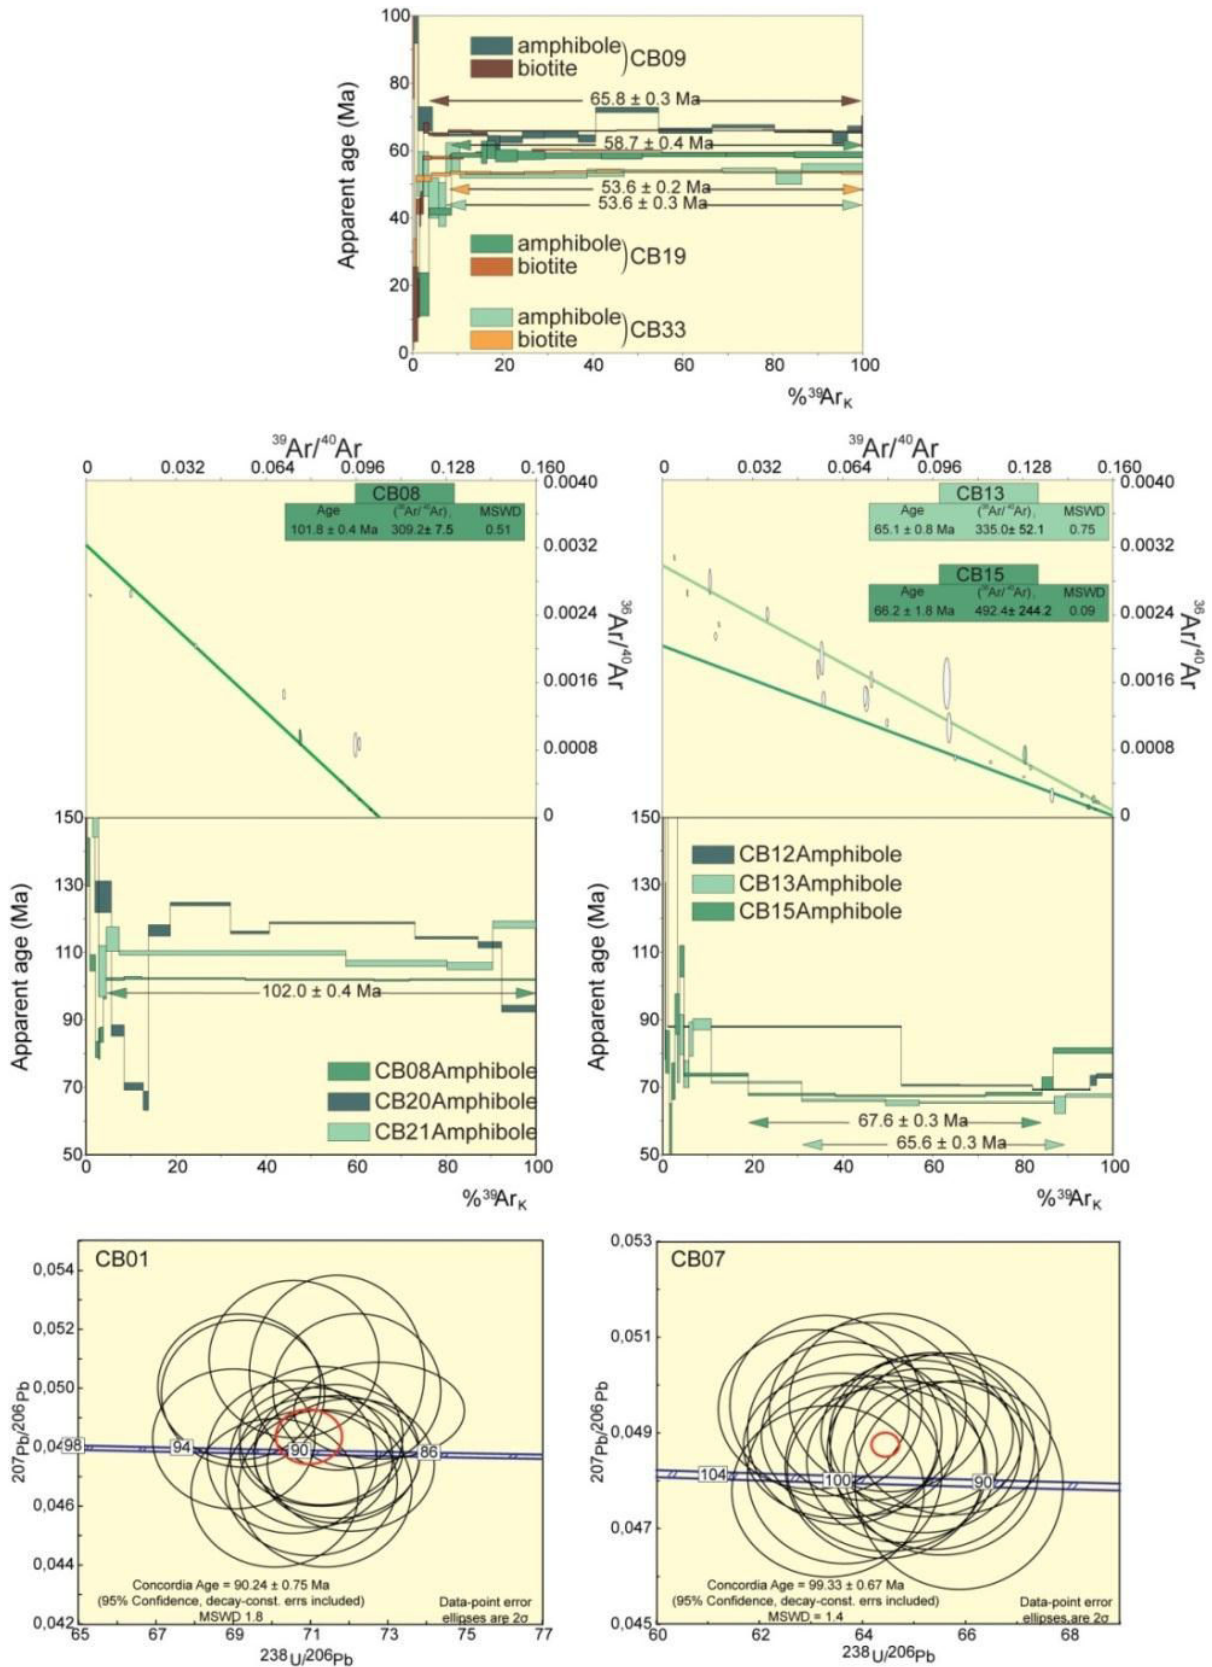 100
80
60
40
20
0
Apparent age (Ma)
amphibole
biotite
)CB09
65.8 ± 0.3 Ma
58.7 ± 0.4 Ma
53.6 ± 0.2 Ma
53.6 ± 0.3 Ma
amphibole
biotite
)CB19
amphibole
biotite
)CB33
0 20 40 60 80 100
%³⁹Arₖ
³⁹Ar/⁴⁰Ar
0 0.032 0.064 0.096 0.128 0.160
CB08
Age (³⁶Ar/⁴⁰Ar)ᵢ MSWD
101.8 ± 0.4 Ma 309.2± 7.5 0.51
0.0040
0.0032
0.0024
0.0016
0.0008
0
³⁶Ar/⁴⁰Ar
150
130
110
90
70
50
Apparent age (Ma)
102.0 ± 0.4 Ma
CB08Amphibole
CB20Amphibole
CB21Amphibole
0 20 40 60 80 100
%³⁹Arₖ
³⁹Ar/⁴⁰Ar
0 0.032 0.064 0.096 0.128 0.160
CB13
Age (³⁶Ar/⁴⁰Ar)ᵢ MSWD
65.1 ± 0.8 Ma 335.0± 52.1 0.75
CB15
Age (³⁶Ar/⁴⁰Ar)ᵢ MSWD
66.2 ± 1.8 Ma 492.4± 244.2 0.09
0.0040
0.0032
0.0024
0.0016
0.0008
0
³⁶Ar/⁴⁰Ar
150
130
110
90
70
50
Apparent age (Ma)
CB12Amphibole
CB13Amphibole
CB15Amphibole
67.6 ± 0.3 Ma
65.6 ± 0.3 Ma
0 20 40 60 80 100
%³⁹Arₖ
CB01
0,054
0,052
0,050
0,046
0,044
0,042
207Pb/206Pb
98 94 90 86
Concordia Age = 90.24 ± 0.75 Ma
(95% Confidence, decay-const. errs included)
MSWD 1.8
Data-point error
ellipses are 2σ
65 67 69 71 73 75 77
238U/206Pb
CB07
0,053
0,051
0,049
0,047
0,045
207Pb/206Pb
104 100 90
Concordia Age = 99.33 ± 0.67 Ma
(95% Confidence, decay-const. errs included)
MSWD = 1.4
Data-point error
ellipses are 2σ
60 62 64 66 68
238U/206Pb